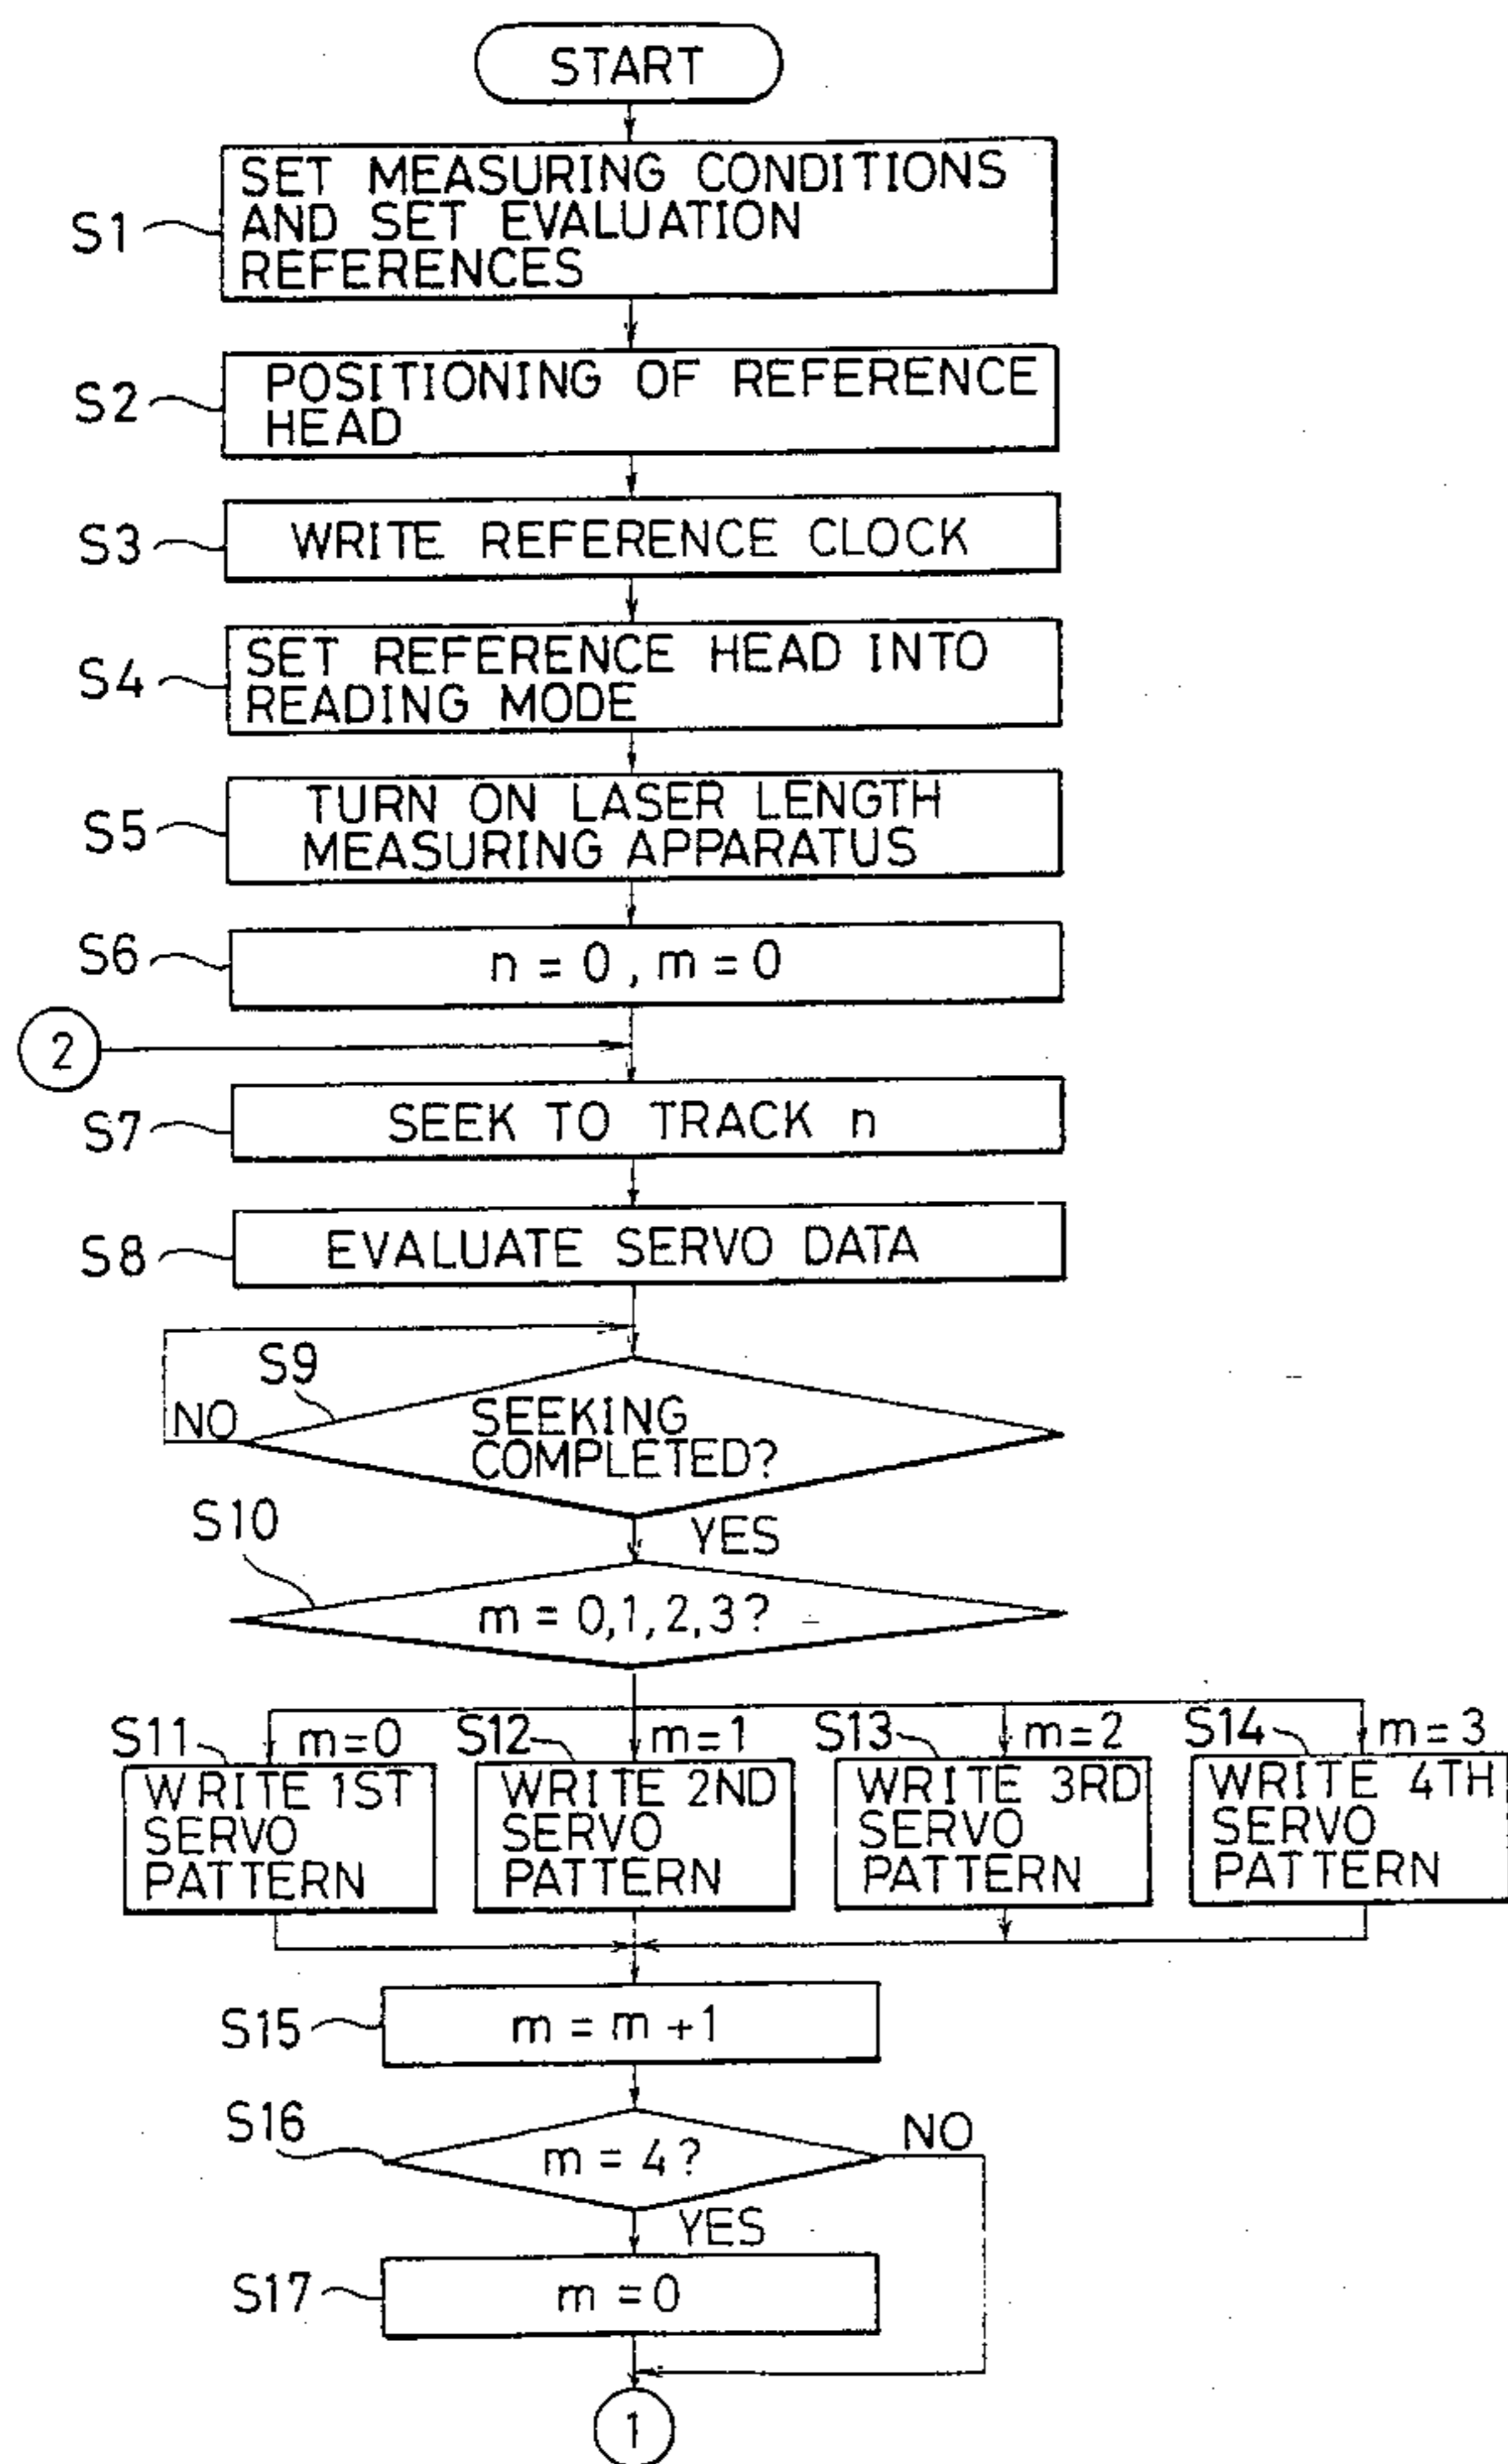 START
S1
SET MEASURING CONDITIONS
AND SET EVALUATION
REFERENCES
S2
POSITIONING OF REFERENCE
HEAD
S3
WRITE REFERENCE CLOCK
S4
SET REFERENCE HEAD INTO
READING MODE
S5
TURN ON LASER LENGTH
MEASURING APPARATUS
S6
n = 0, m = 0
2
S7
SEEK TO TRACK n
S8
EVALUATE SERVO DATA
S9
NO
SEEKING
COMPLETED?
YES
S10
m = 0,1,2,3?
S11
m=0
WRITE 1ST
SERVO
PATTERN
S12
m=1
WRITE 2ND
SERVO
PATTERN
S13
m=2
WRITE 3RD
SERVO
PATTERN
S14
m=3
WRITE 4TH
SERVO
PATTERN
S15
m = m +1
S16
m = 4?
NO
YES
S17
m = 0
1